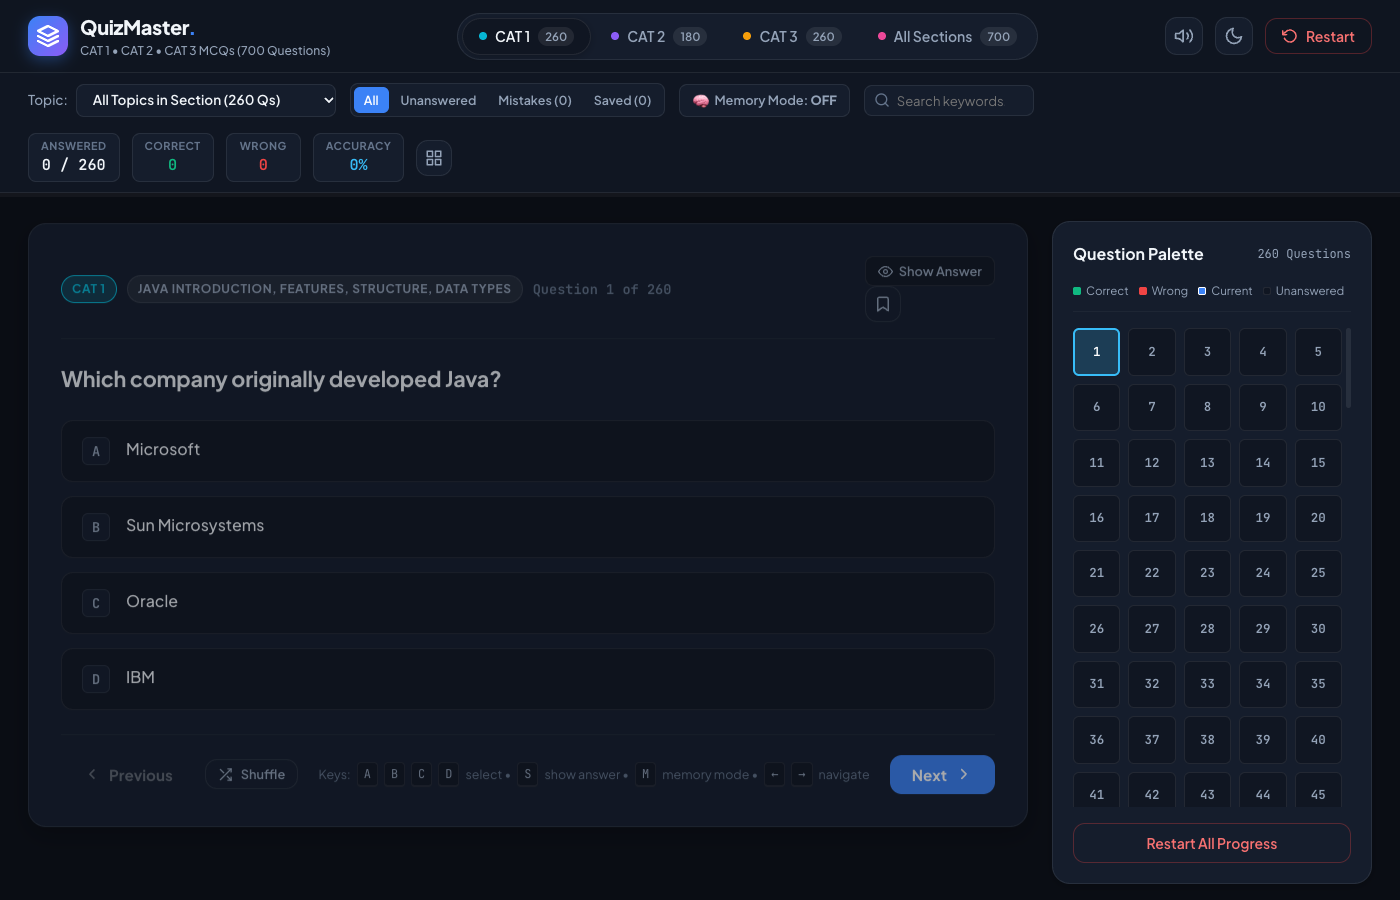 QuizMaster.
CAT 1 • CAT 2 • CAT 3 MCQs (700 Questions)
CAT 1 260
CAT 2 180
CAT 3 260
All Sections 700
Restart
Topic:
All Topics in Section (260 Qs)
All
Unanswered
Mistakes (0)
Saved (0)
Memory Mode: OFF
Search keywords
ANSWERED
0 / 260
CORRECT
0
WRONG
0
ACCURACY
0%
CAT 1
JAVA INTRODUCTION, FEATURES, STRUCTURE, DATA TYPES
Question 1 of 260
Show Answer
Which company originally developed Java?
A Microsoft
B Sun Microsystems
C Oracle
D IBM
Previous
Shuffle
Keys: A B C D select • S show answer • M memory mode • ← → navigate
Next
Question Palette
260 Questions
Correct Wrong Current Unanswered
1 2 3 4 5
6 7 8 9 10
11 12 13 14 15
16 17 18 19 20
21 22 23 24 25
26 27 28 29 30
31 32 33 34 35
36 37 38 39 40
41 42 43 44 45
Restart All Progress